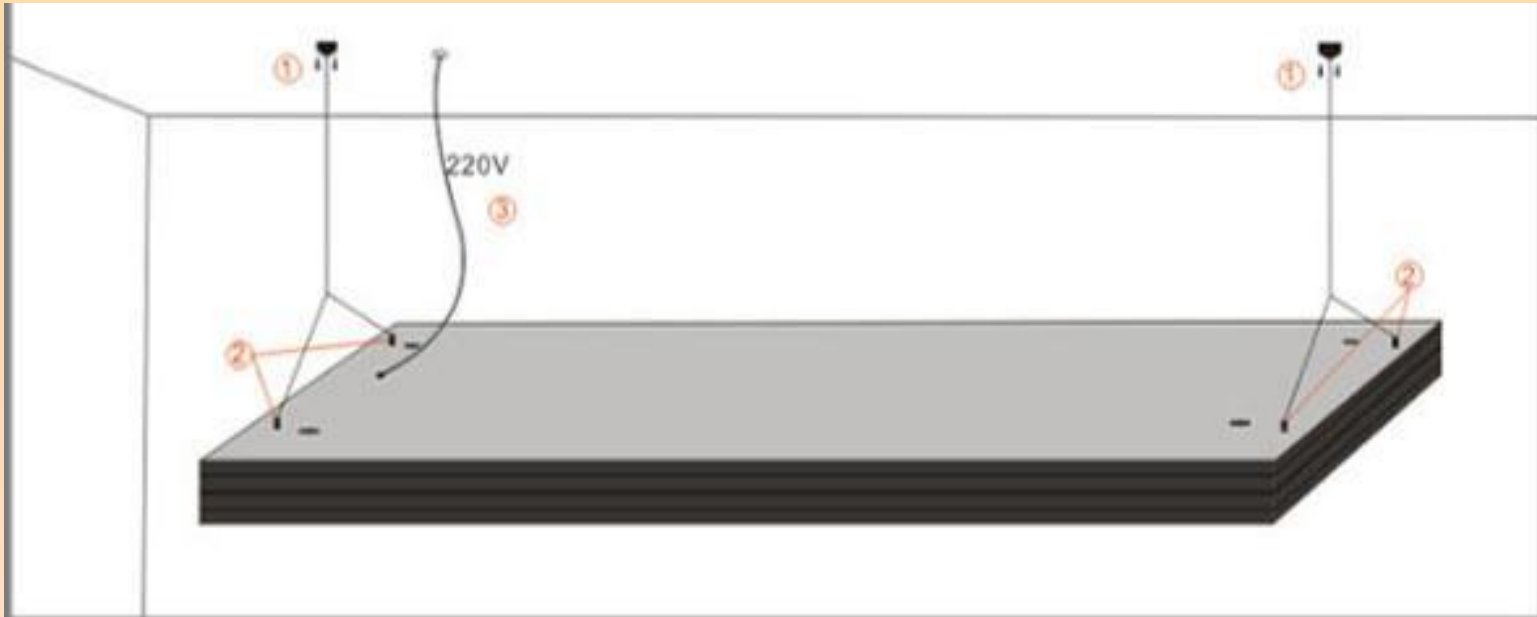 ① ①
220V
③
②
②